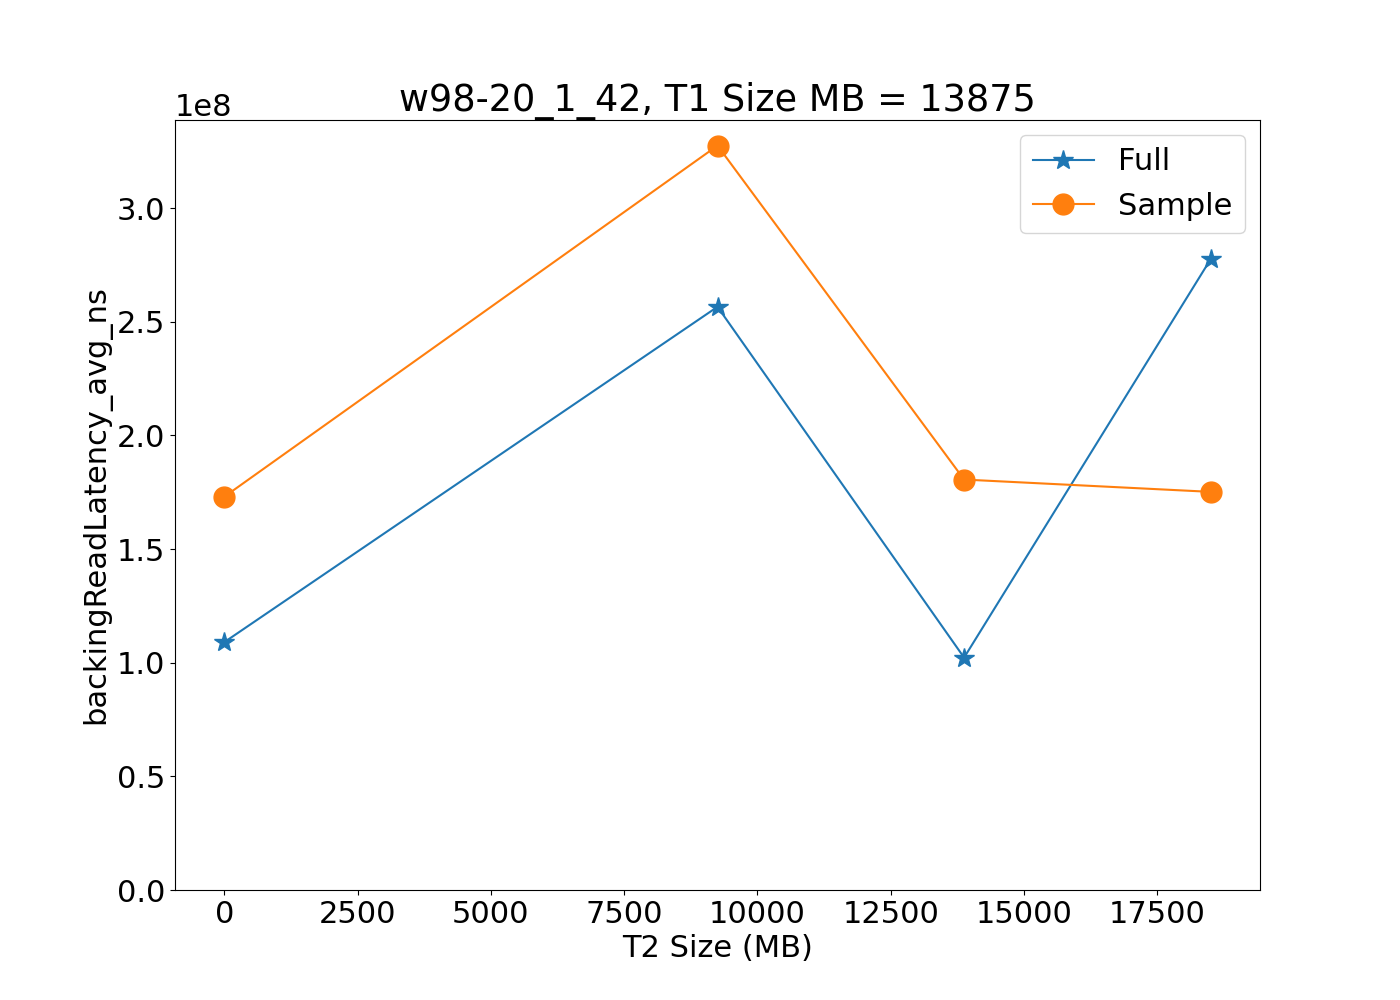 w98-20_1_42, T1 Size MB = 13875
1e8
Full
Sample
backingReadLatency_avg_ns
3.0
2.5
2.0
1.5
1.0
0.5
0.0
0 2500 5000 7500 10000 12500 15000 17500
T2 Size (MB)